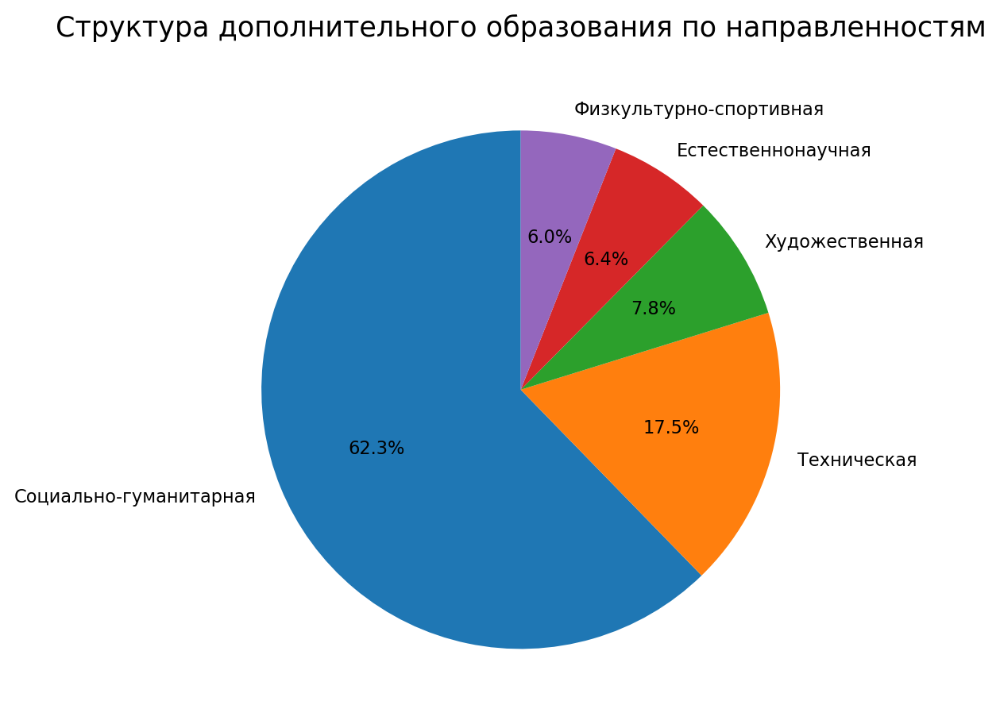 Структура дополнительного образования по направленностям
Физкультурно-спортивная
Естественнонаучная
Художественная
6.0%
6.4%
7.8%
17.5%
62.3%
Техническая
Социально-гуманитарная